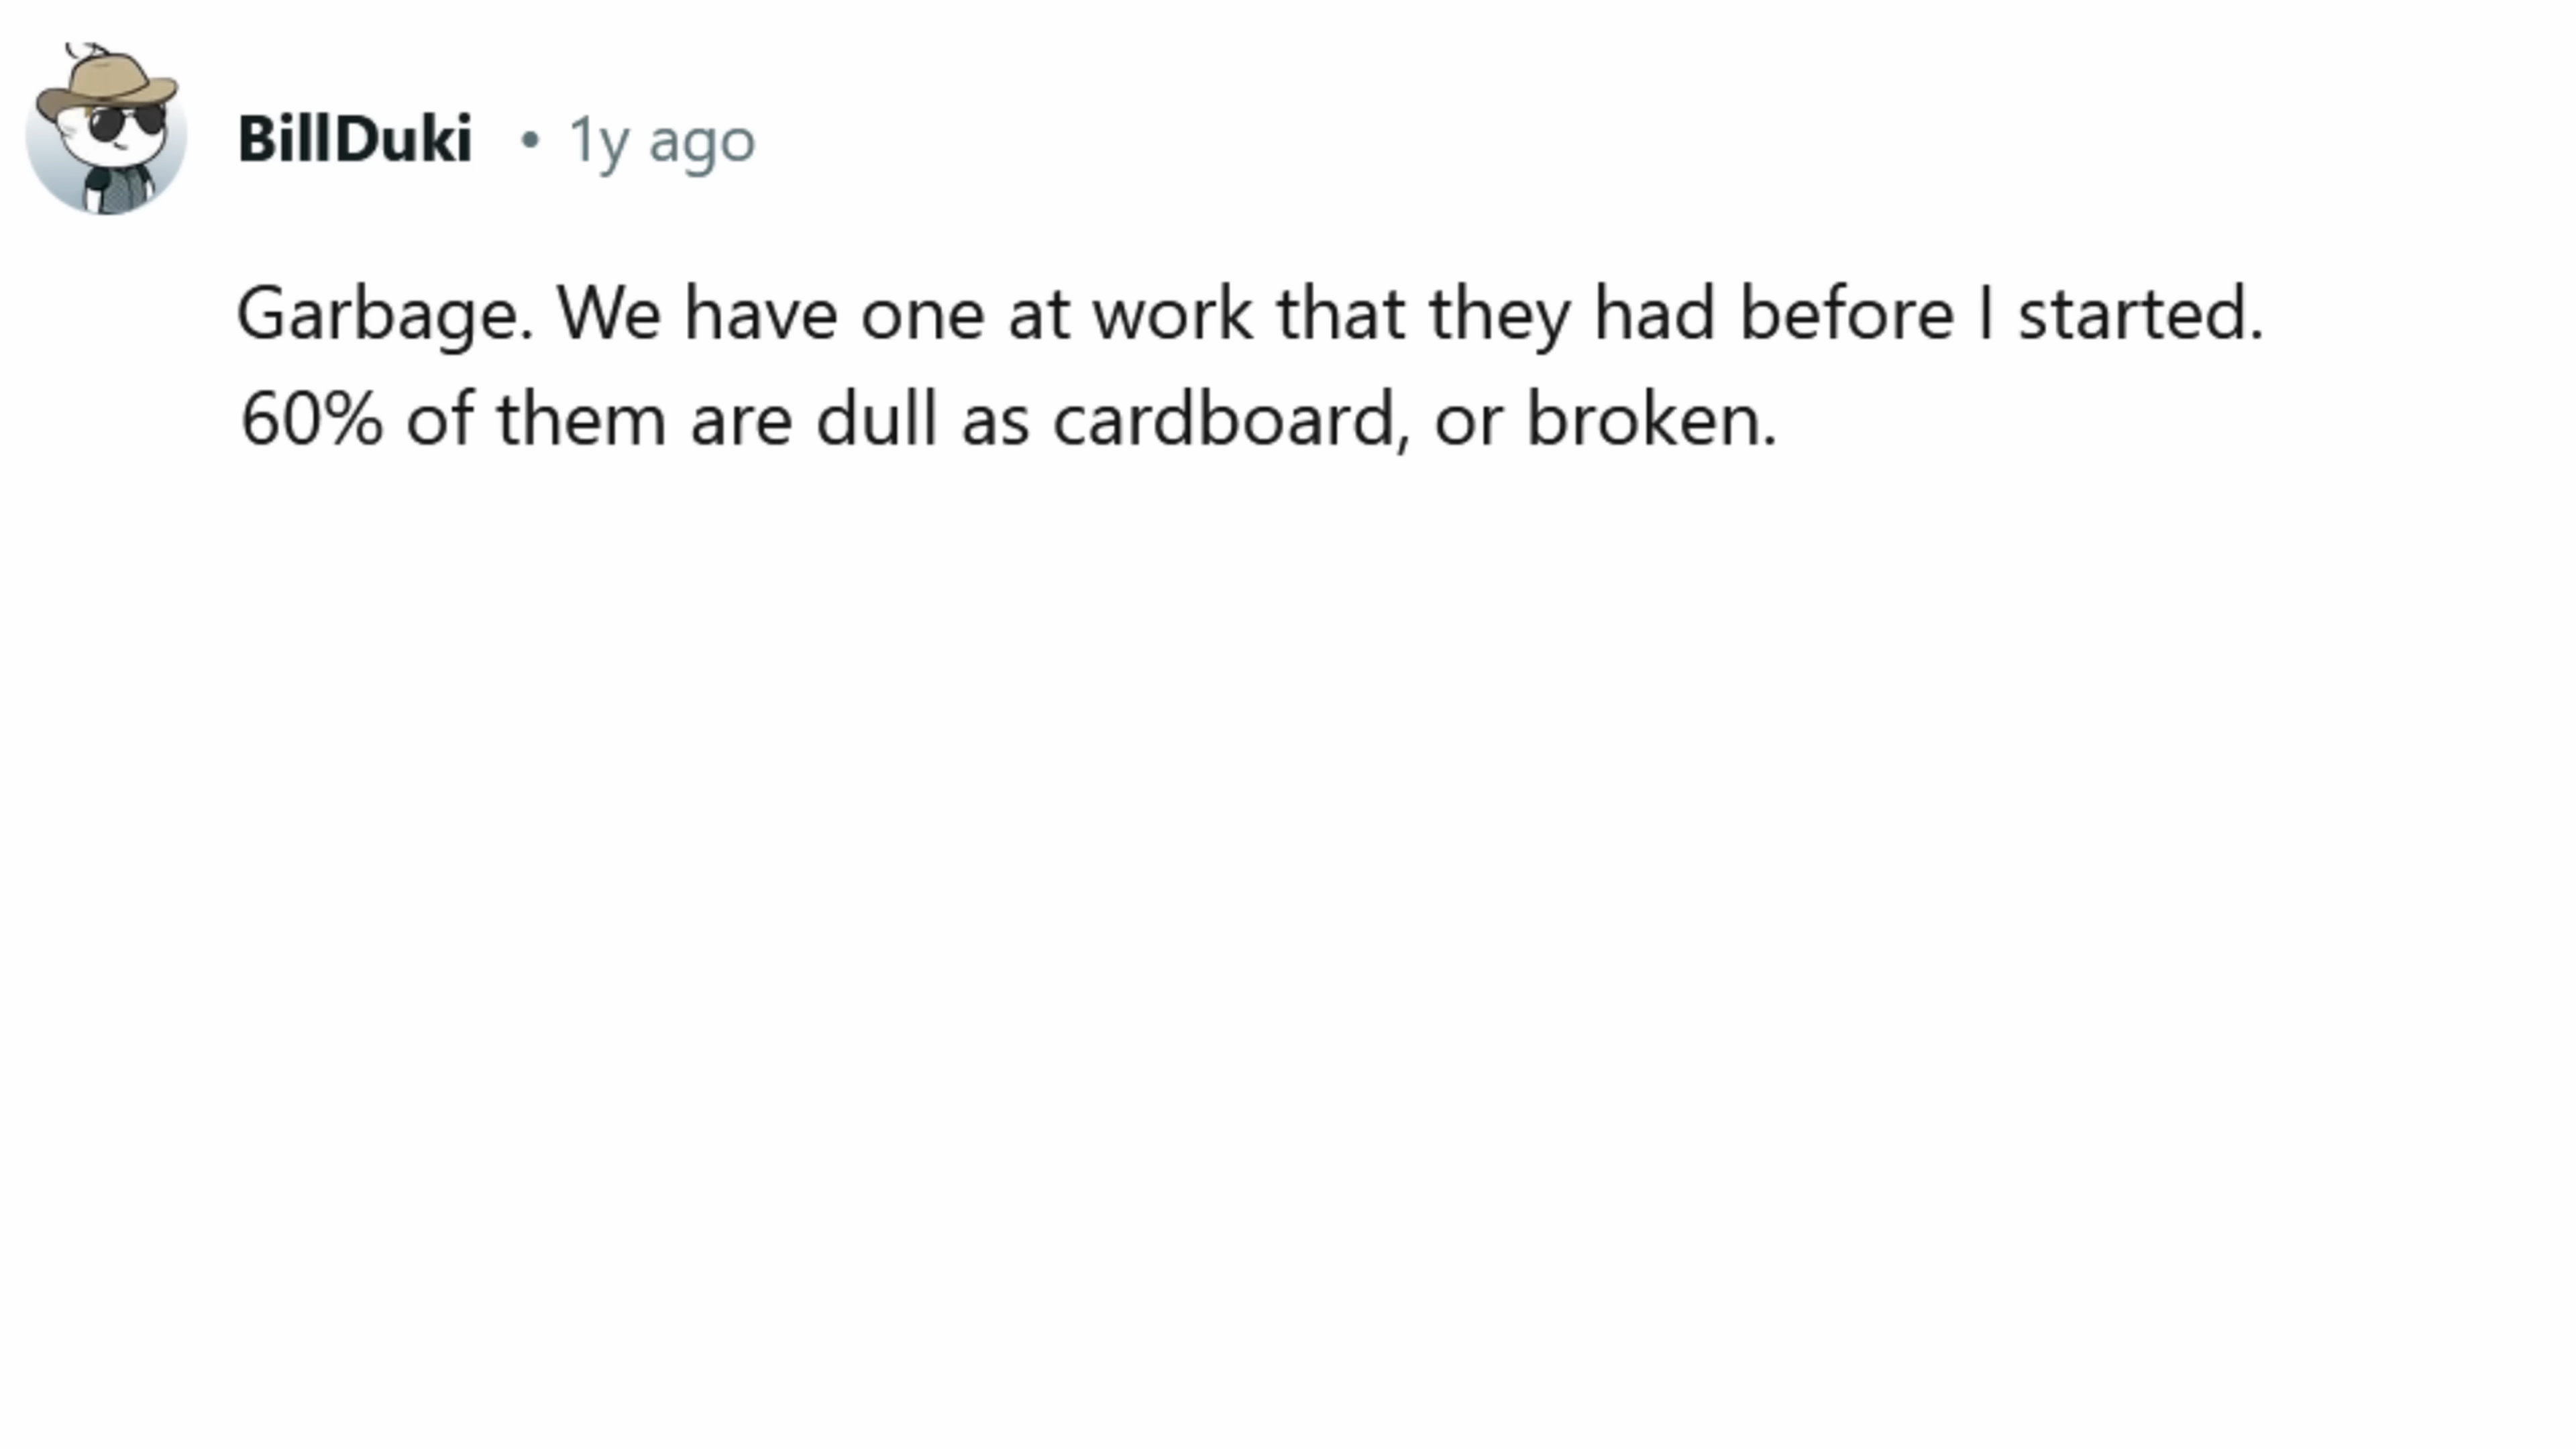 BillDuki • 1y ago
Garbage. We have one at work that they had before I started.
60% of them are dull as cardboard, or broken.